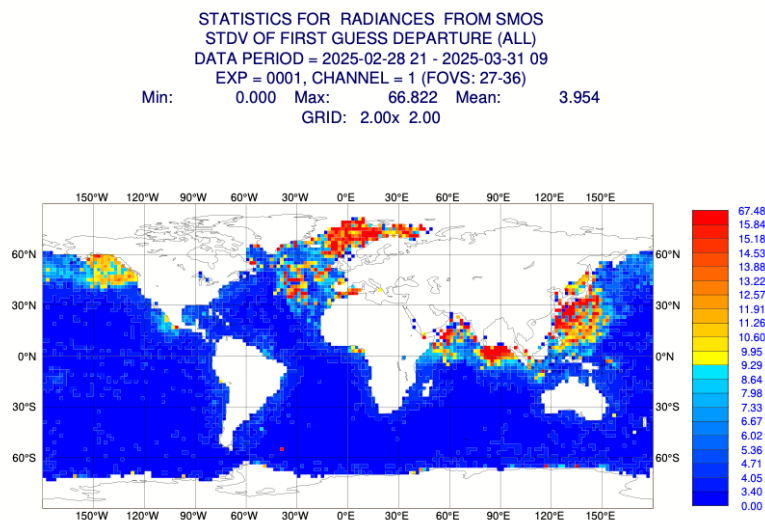 STATISTICS FOR RADIANCES FROM SMOS
STDV OF FIRST GUESS DEPARTURE (ALL)
DATA PERIOD = 2025-02-28 21 - 2025-03-31 09
EXP = 0001, CHANNEL = 1 (FOVS: 27-36)
Min: 0.000 Max: 66.822 Mean: 3.954
GRID: 2.00x 2.00
150°W 120°W 90°W 60°W 30°W 0°E 30°E 60°E 90°E 120°E 150°E
60°N 60°N
30°N 30°N
0°N 0°N
30°S 30°S
60°S 60°S
150°W 120°W 90°W 60°W 30°W 0°E 30°E 60°E 90°E 120°E 150°E
67.48
15.84
15.18
14.53
13.88
13.22
12.57
11.91
11.26
10.60
9.95
9.29
8.64
7.98
7.33
6.67
6.02
5.36
4.71
4.05
3.40
0.00